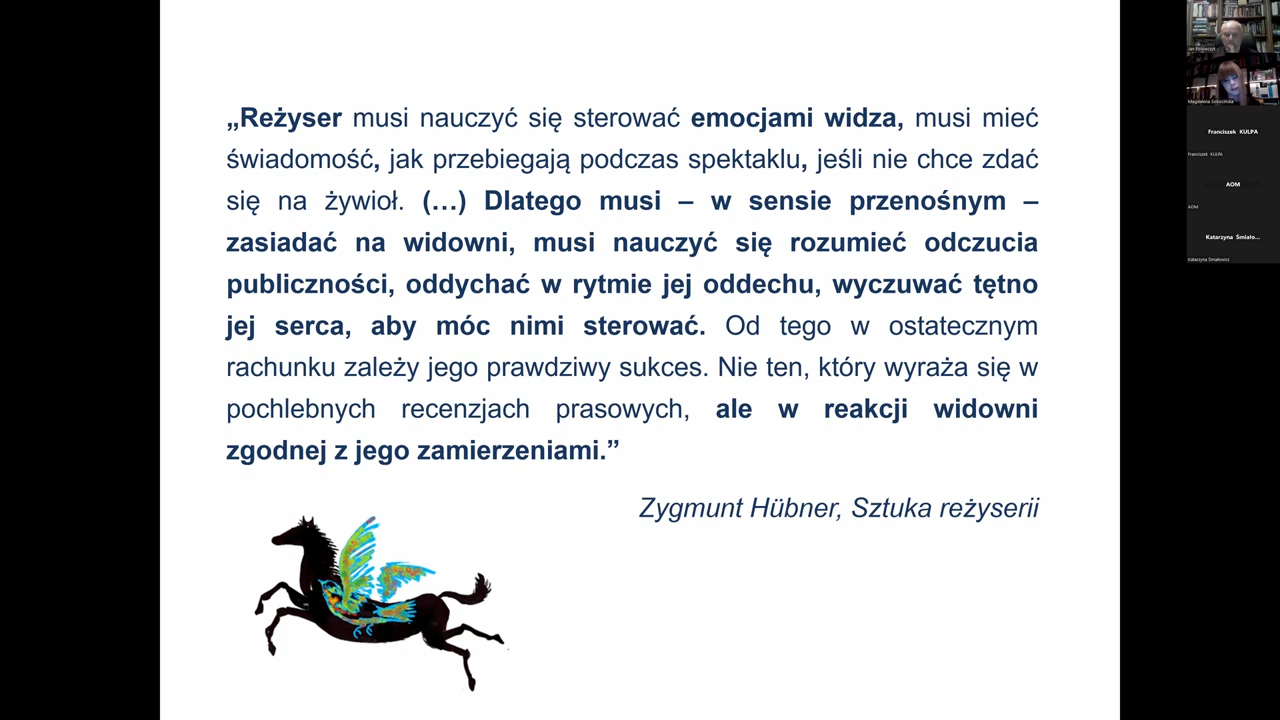 „Reżyser musi nauczyć się sterować emocjami widza, musi mieć
świadomość, jak przebiegają podczas spektaklu, jeśli nie chce zdać
się na żywioł. (…) Dlatego musi – w sensie przenośnym –
zasiadać na widowni, musi nauczyć się rozumieć odczucia
publiczności, oddychać w rytmie jej oddechu, wyczuwać tętno
jej serca, aby móc nimi sterować. Od tego w ostatecznym
rachunku zależy jego prawdziwy sukces. Nie ten, który wyraża się w
pochlebnych recenzjach prasowych, ale w reakcji widowni
zgodnej z jego zamierzeniami.”
Zygmunt Hübner, Sztuka reżyserii
Magdalena
Franciszek KULPA
Franciszek KULPA
AOM
AOM
Katarzyna Śmiało...
Katarzyna Śmiałowicz